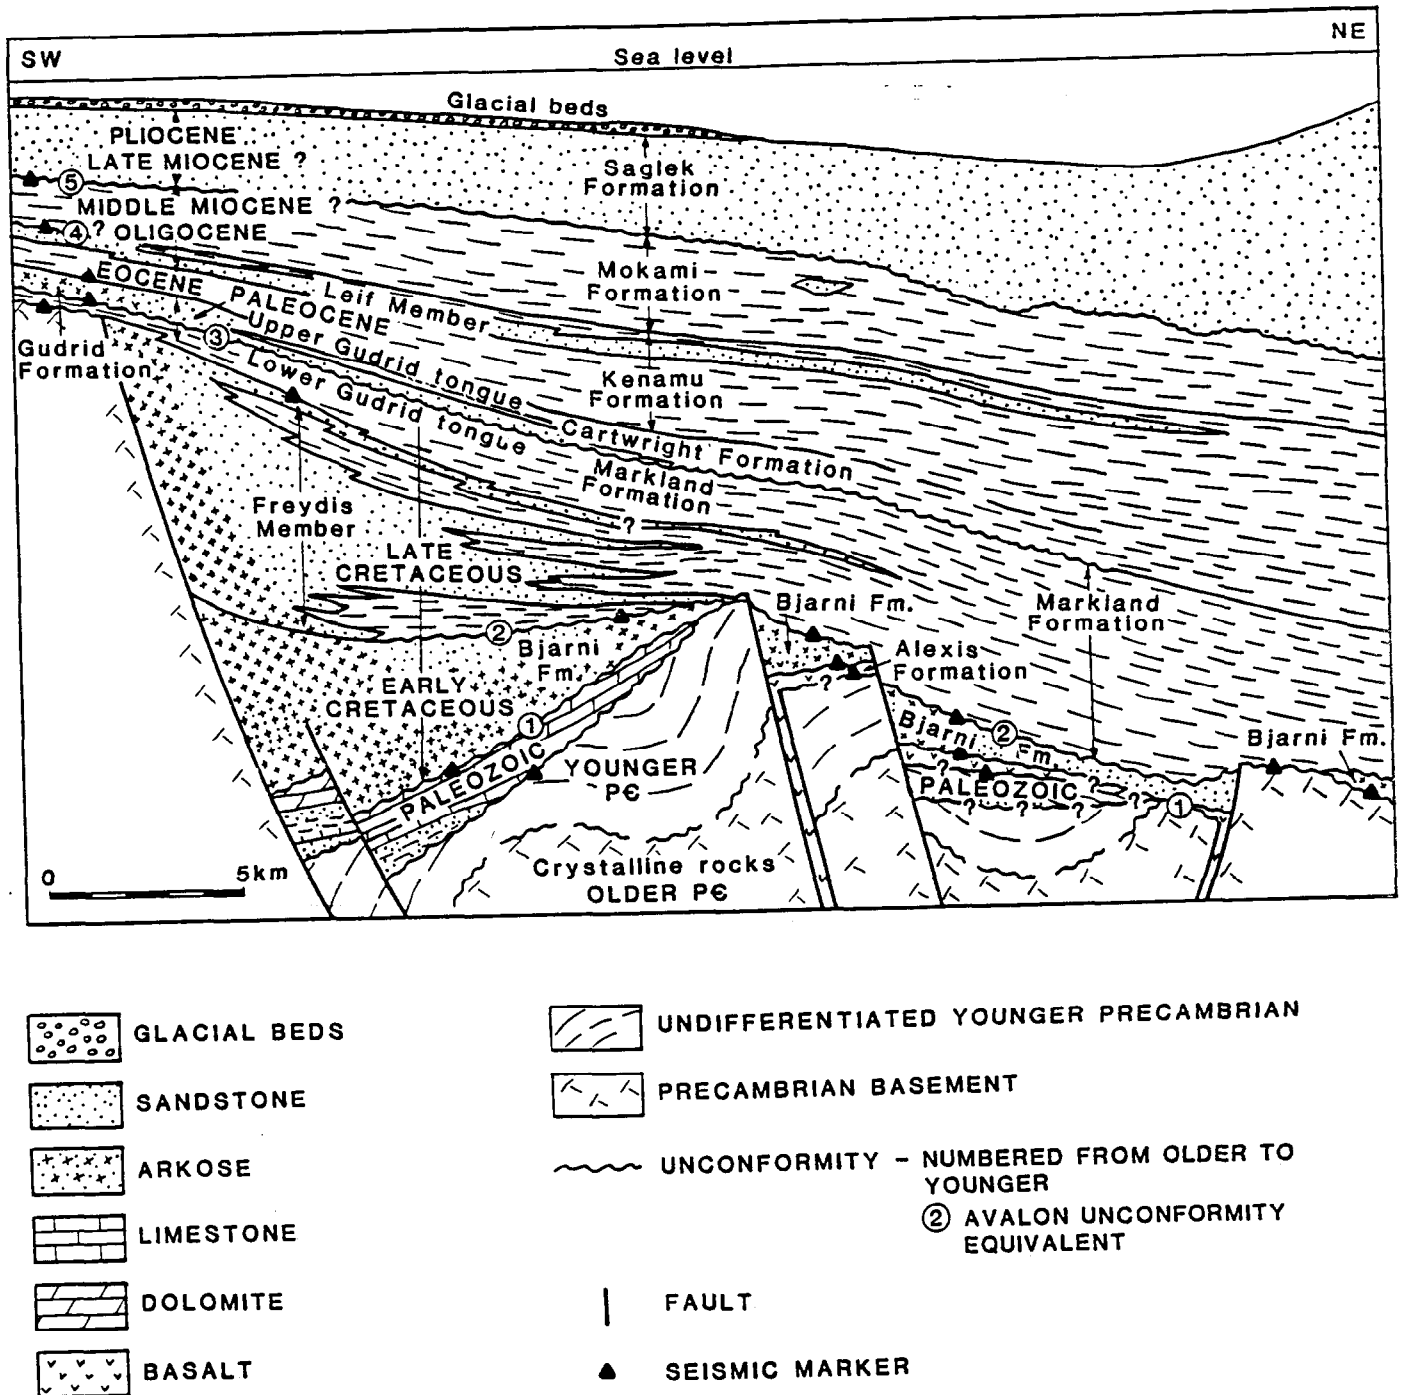 SW
NE
Sea level
Glacial beds
PLIOCENE
LATE MIOCENE ?
Saglek
Formation
⑤
MIDDLE MIOCENE ?
④ ? OLIGOCENE
Mokami
Formation
EOCENE
Leif Member
PALEOCENE
Upper Gudrid tongue
③
Gudrid
Formation
Lower Gudrid tongue
Kenamu
Formation
Cartwright Formation
Markland
Formation
Freydis
Member
?
LATE
CRETACEOUS
Bjarni Fm.
Markland
Formation
②
Bjarni
Fm.
Alexis
Formation
?
EARLY
CRETACEOUS
①
Bjarni Fm
②
Bjarni Fm.
PALEOZOIC
YOUNGER
P€
PALEOZOIC
?
? ? ? ?
?
①
Crystalline rocks
OLDER P€
0
5km
GLACIAL BEDS
SANDSTONE
ARKOSE
LIMESTONE
DOLOMITE
BASALT
UNDIFFERENTIATED YOUNGER PRECAMBRIAN
PRECAMBRIAN BASEMENT
UNCONFORMITY – NUMBERED FROM OLDER TO
YOUNGER
② AVALON UNCONFORMITY
EQUIVALENT
FAULT
SEISMIC MARKER